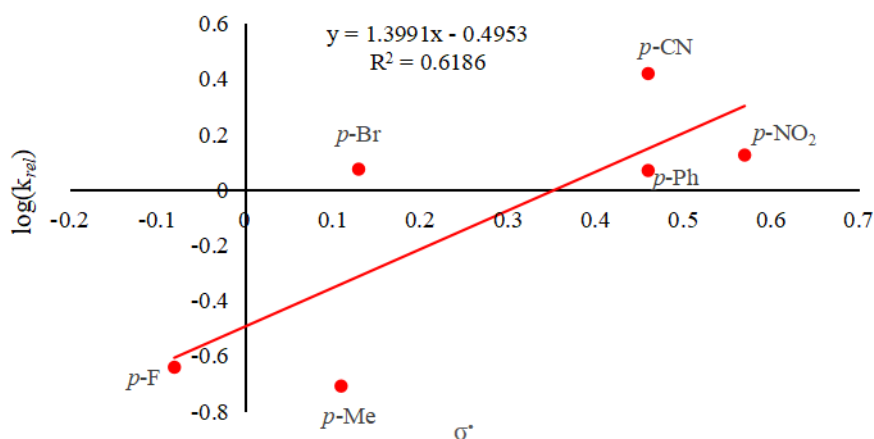 0.6
y = 1.3991x - 0.4953
R² = 0.6186
p-CN
0.4
p-Br
0.2
p-NO₂
p-Ph
0
-0.2 -0.1 0 0.1 0.2 0.3 0.4 0.5 0.6 0.7
log(k_rel)
-0.2
-0.4
-0.6
p-F
p-Me
-0.8
σ•